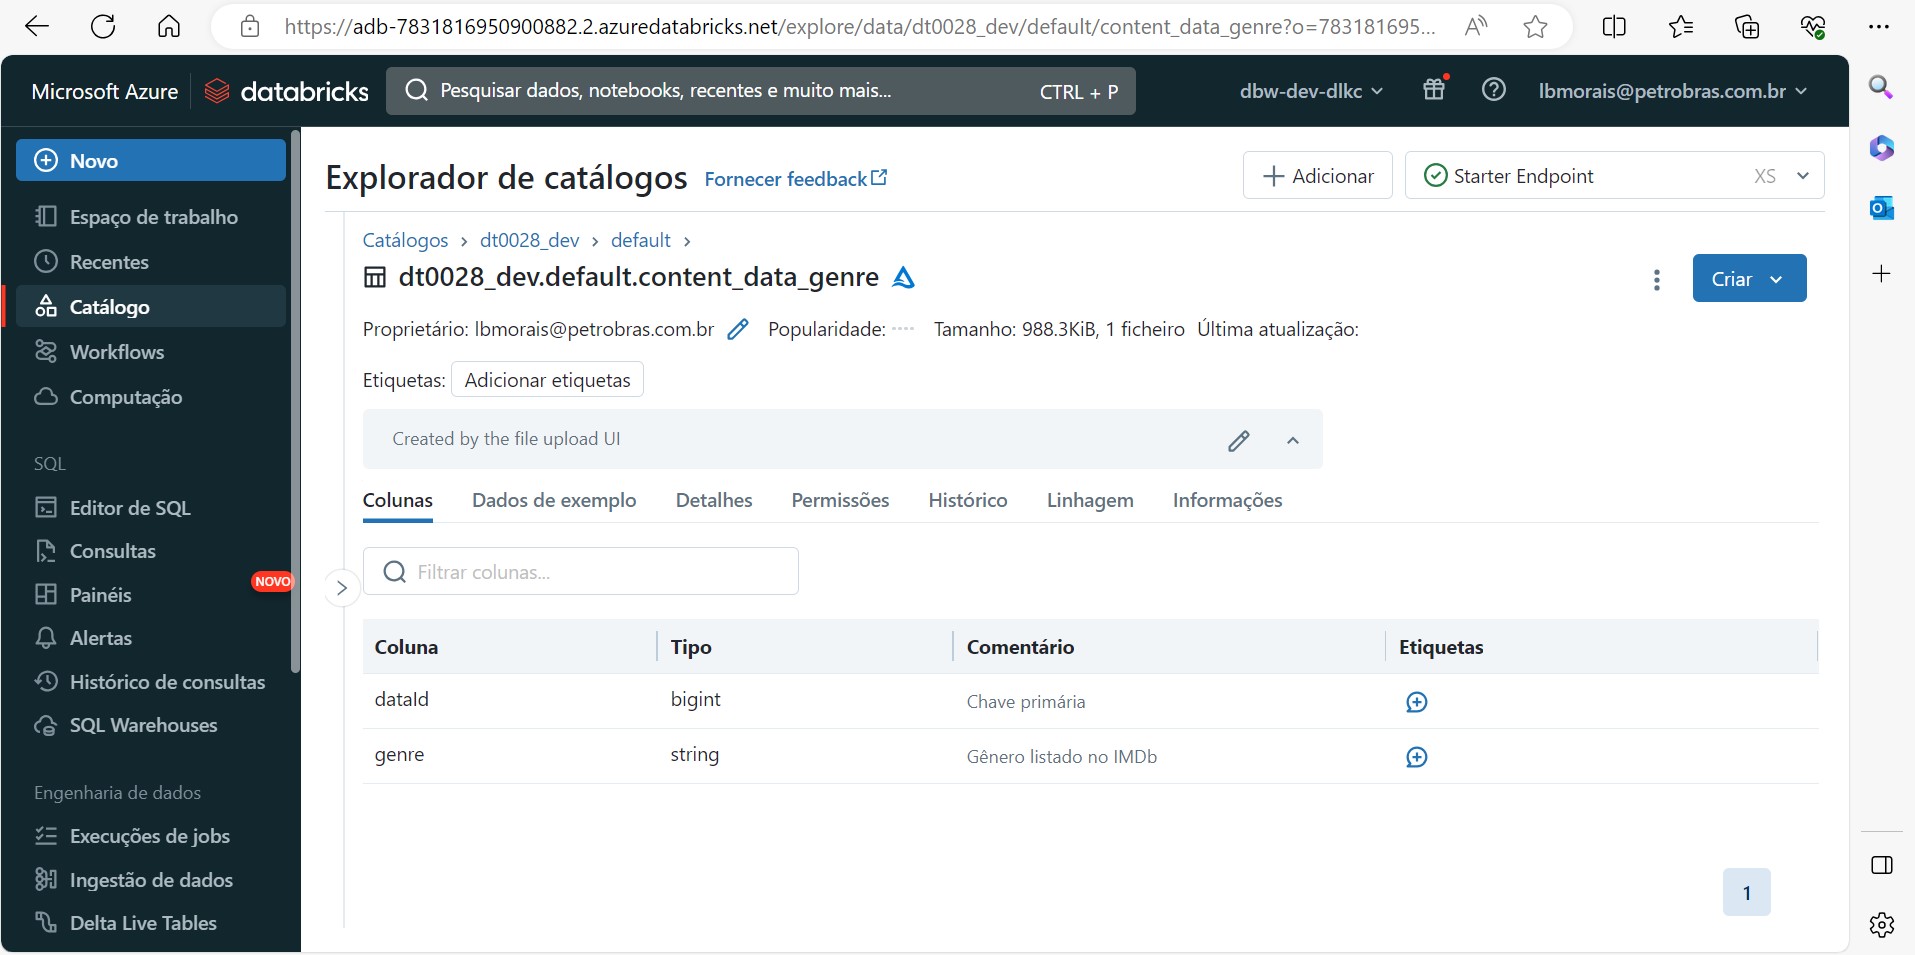 https://adb-7831816950900882.2.azuredatabricks.net/explore/data/dt0028_dev/default/content_data_genre?o=783181695...
Microsoft Azure
databricks
Pesquisar dados, notebooks, recentes e muito mais...
CTRL + P
dbw-dev-dlkc
lbmorais@petrobras.com.br
Novo
Espaço de trabalho
Recentes
Catálogo
Workflows
Computação
SQL
Editor de SQL
Consultas
Painéis
NOVO
Alertas
Histórico de consultas
SQL Warehouses
Engenharia de dados
Execuções de jobs
Ingestão de dados
Delta Live Tables
Explorador de catálogos
Fornecer feedback
Adicionar
Starter Endpoint
XS
Catálogos > dt0028_dev > default >
dt0028_dev.default.content_data_genre
Criar
Proprietário: lbmorais@petrobras.com.br Popularidade: Tamanho: 988.3KiB, 1 ficheiro Última atualização:
Etiquetas: Adicionar etiquetas
Created by the file upload UI
Colunas Dados de exemplo Detalhes Permissões Histórico Linhagem Informações
Filtrar colunas...
Coluna Tipo Comentário Etiquetas
dataId bigint Chave primária
genre string Gênero listado no IMDb
1